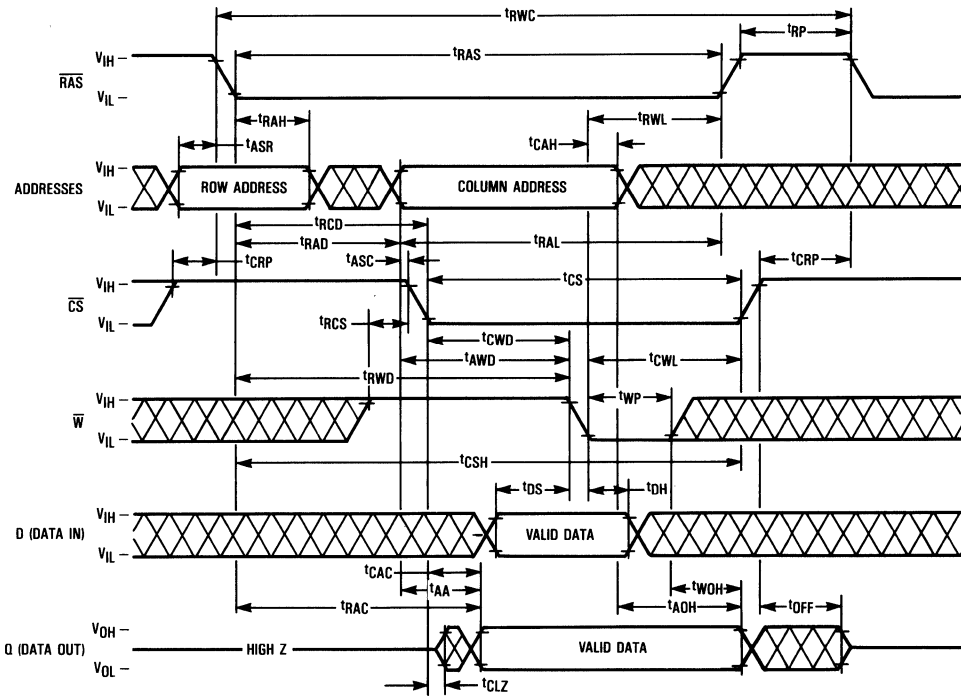 tRWC
tRP
VIH
RAS
tRAS
VIL
tRAH
tRWL
tASR
tCAH
VIH
ADDRESSES
ROW ADDRESS
COLUMN ADDRESS
VIL
tRCD
tRAD
tRAL
tCRP
tASC
tCRP
VIH
tCS
CS
VIL
tRCS
tCWD
tAWD
tCWL
tRWD
VIH
tWP
W
VIL
tCSH
tDS
tDH
VIH
D (DATA IN)
VALID DATA
VIL
tCAC
tAA
tWOH
tRAC
tAOH
tOFF
VOH
Q (DATA OUT)
HIGH Z
VALID DATA
VOL
tCLZ